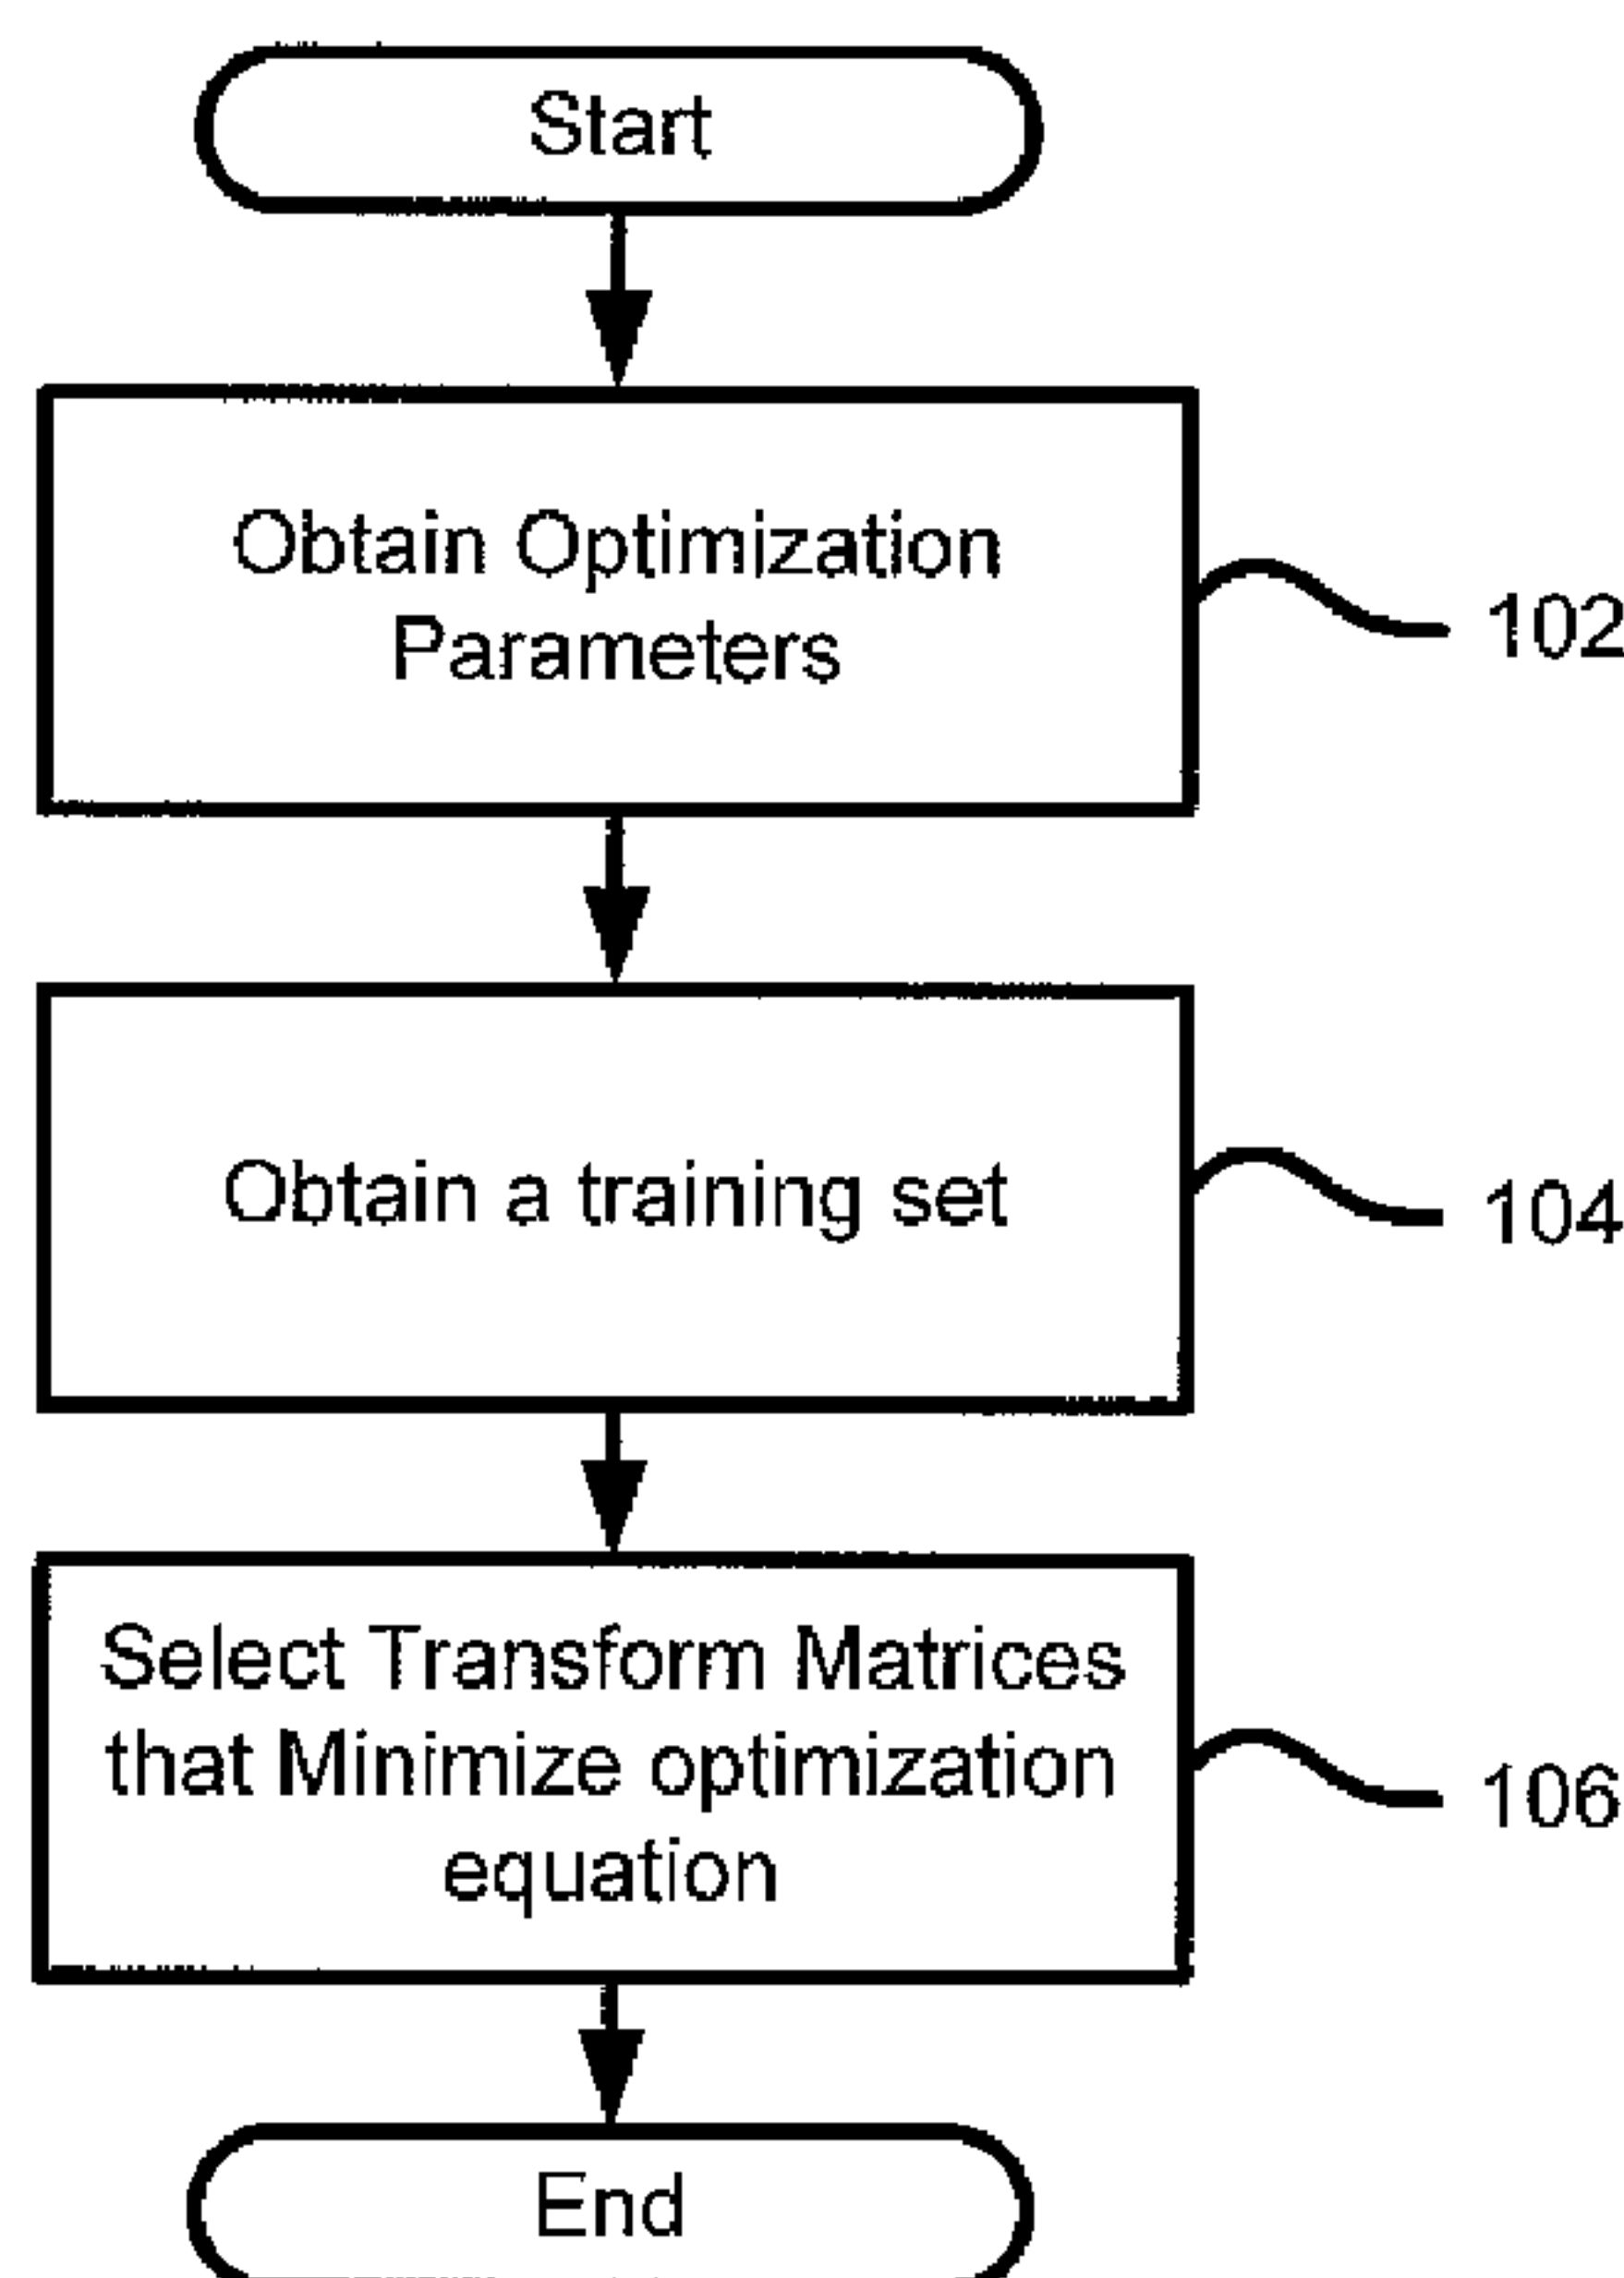 Start
Obtain Optimization
Parameters
102
Obtain a training set
104
Select Transform Matrices
that Minimize optimization
equation
106
End